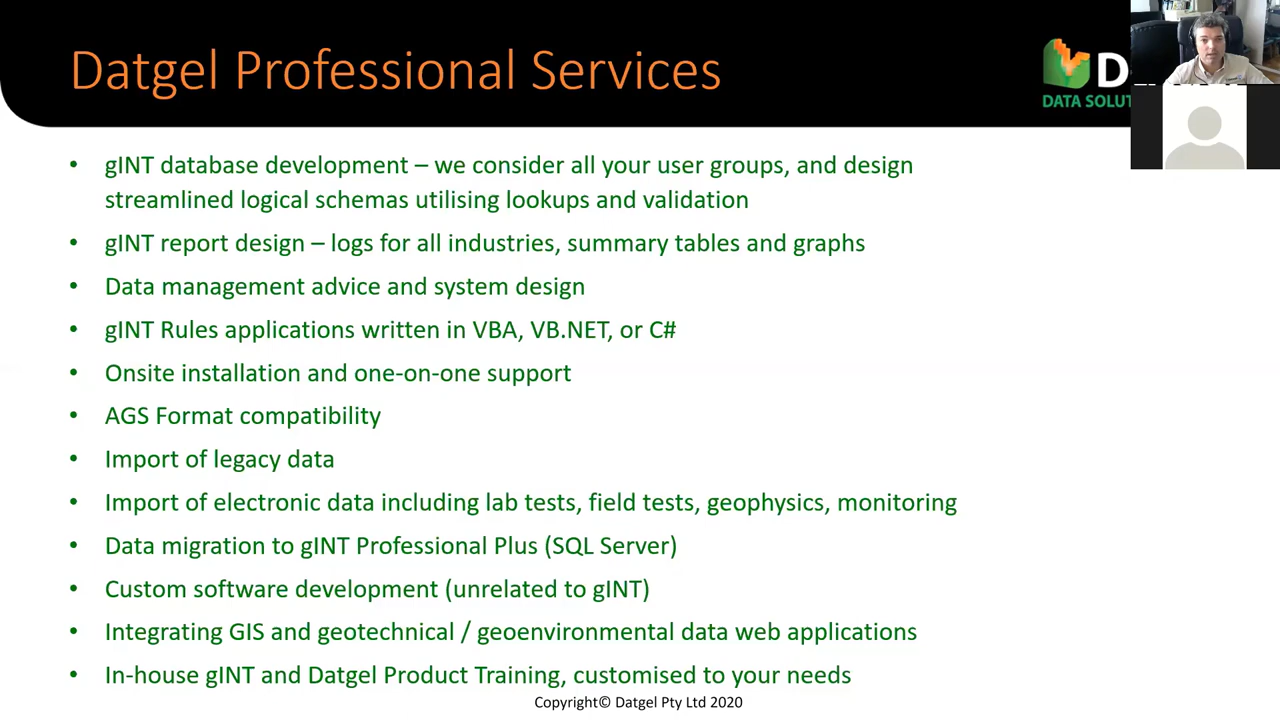 Datgel Professional Services
DATA SOLUT
• gINT database development – we consider all your user groups, and design
streamlined logical schemas utilising lookups and validation
• gINT report design – logs for all industries, summary tables and graphs
• Data management advice and system design
• gINT Rules applications written in VBA, VB.NET, or C#
• Onsite installation and one-on-one support
• AGS Format compatibility
• Import of legacy data
• Import of electronic data including lab tests, field tests, geophysics, monitoring
• Data migration to gINT Professional Plus (SQL Server)
• Custom software development (unrelated to gINT)
• Integrating GIS and geotechnical / geoenvironmental data web applications
• In-house gINT and Datgel Product Training, customised to your needs
Copyright© Datgel Pty Ltd 2020